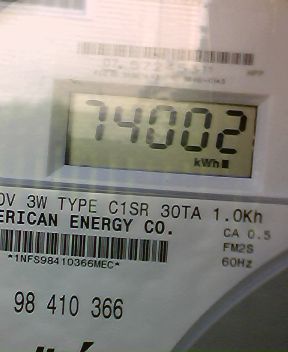 74002
kWh
0V 3W TYPE C1SR 30TA 1.0Kh
ERICAN ENERGY CO.
CA 0.5
*1NFS98410366MEC*
FM2S
60Hz
98 410 366